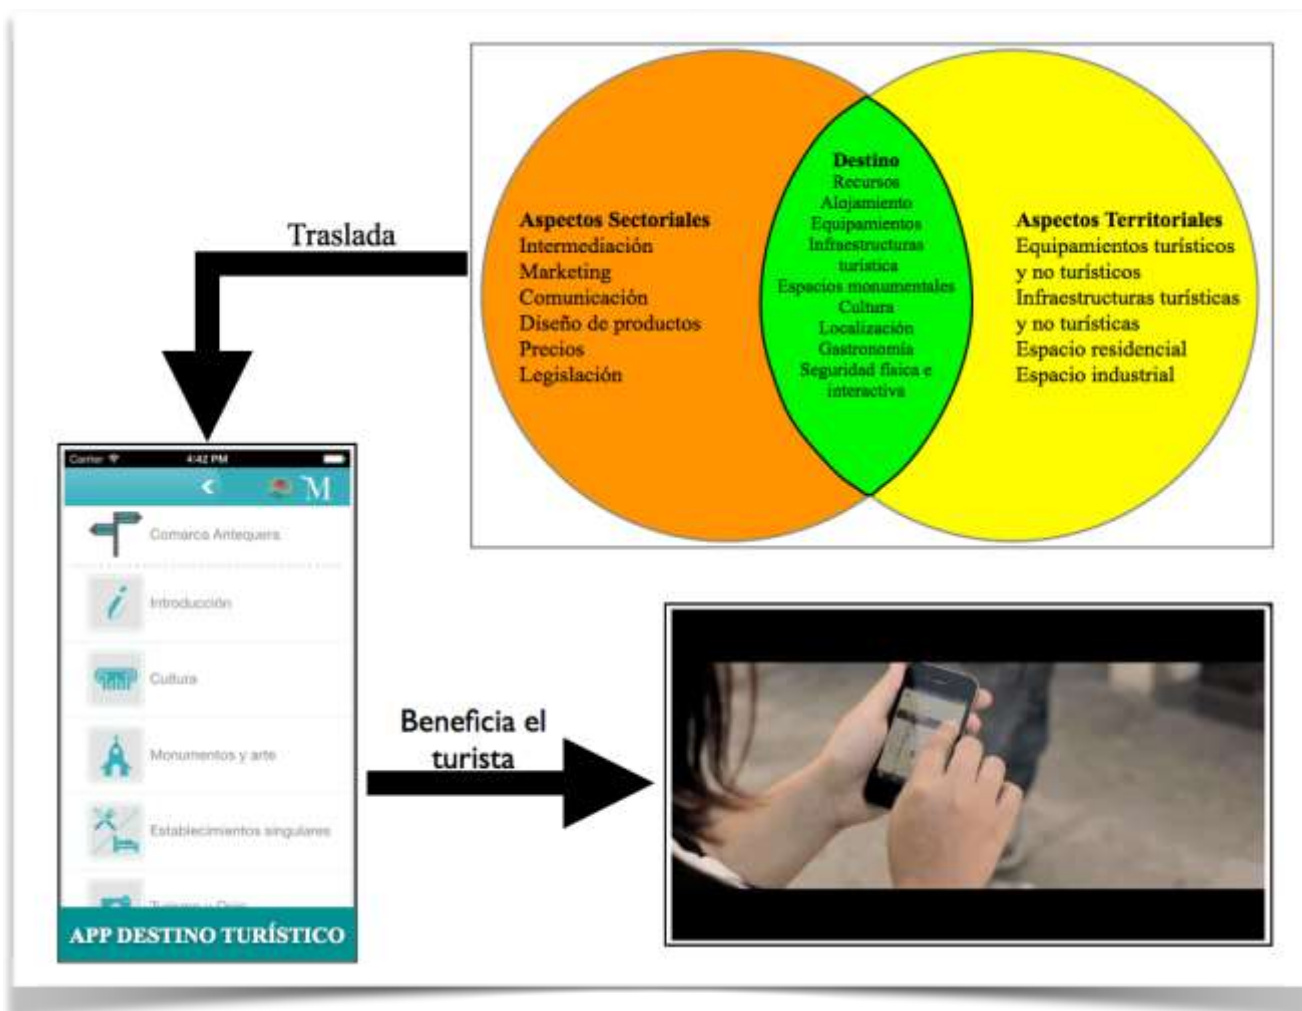 Traslada
Aspectos Sectoriales
Intermediación
Marketing
Comunicación
Diseño de productos
Precios
Legislación
Destino
Recursos
Alojamiento
Equipamientos
Infraestructuras
turística
Espacios monumentales
Cultura
Localización
Gastronomía
Seguridad física e
interactiva
Aspectos Territoriales
Equipamientos turísticos
y no turísticos
Infraestructuras turísticas
y no turísticas
Espacio residencial
Espacio industrial
Carrier 4:42 PM
M
Comarca Antequera
Introducción
Cultura
Monumentos y arte
Establecimientos singulares
APP DESTINO TURÍSTICO
Beneficia el
turista